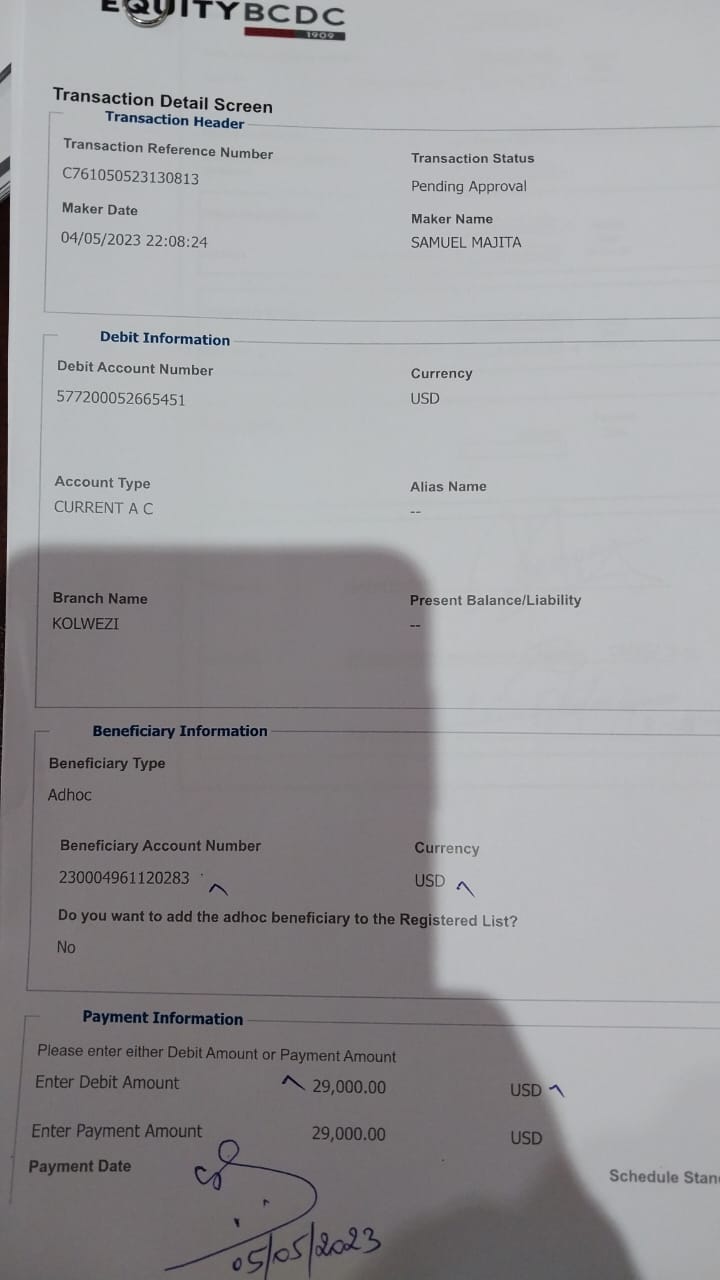 EQUITYBCDC
1909
Transaction Detail Screen
Transaction Header
Transaction Reference Number
C761050523130813
Transaction Status
Pending Approval
Maker Date
04/05/2023 22:08:24
Maker Name
SAMUEL MAJITA
Debit Information
Debit Account Number
577200052665451
Currency
USD
Account Type
CURRENT A C
Alias Name
--
Branch Name
KOLWEZI
Present Balance/Liability
--
Beneficiary Information
Beneficiary Type
Adhoc
Beneficiary Account Number
230004961120283
Currency
USD
Do you want to add the adhoc beneficiary to the Registered List?
No
Payment Information
Please enter either Debit Amount or Payment Amount
Enter Debit Amount 29,000.00 USD
Enter Payment Amount 29,000.00 USD
Payment Date
Schedule Stan
05/05/2023